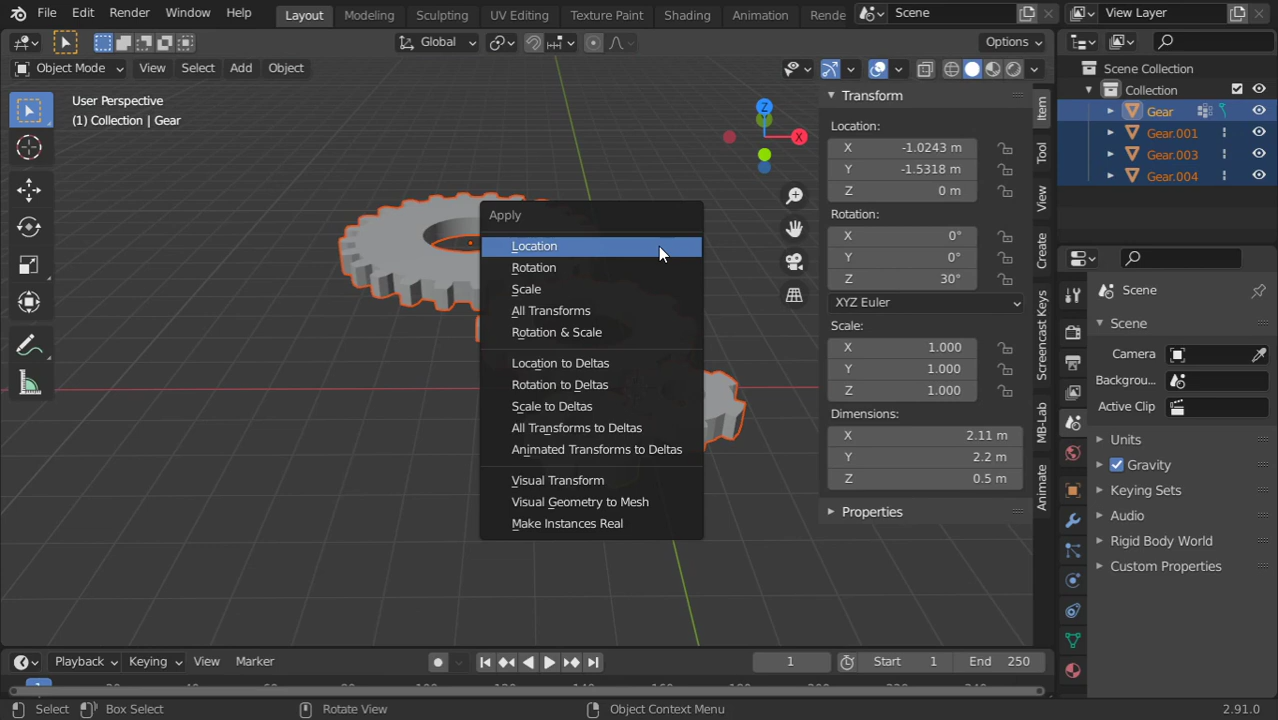 File Edit Render Window Help Layout Modeling Sculpting UV Editing Texture Paint Shading Animation Rende Scene View Layer
Global Options
Object Mode View Select Add Object
User Perspective
(1) Collection | Gear
Z
X
Apply
Location
Rotation
Scale
All Transforms
Rotation & Scale
Location to Deltas
Rotation to Deltas
Scale to Deltas
All Transforms to Deltas
Animated Transforms to Deltas
Visual Transform
Visual Geometry to Mesh
Make Instances Real
Transform
Location:
X -1.0243 m
Y -1.5318 m
Z 0 m
Rotation:
X 0°
Y 0°
Z 30°
XYZ Euler
Scale:
X 1.000
Y 1.000
Z 1.000
Dimensions:
X 2.11 m
Y 2.2 m
Z 0.5 m
Properties
Item
Tool
View
Create
Screencast Keys
MB-Lab
Animate
Scene Collection
Collection
Gear
Gear.001
Gear.003
Gear.004
Scene
Scene
Camera
Backgrou...
Active Clip
Units
Gravity
Keying Sets
Audio
Rigid Body World
Custom Properties
Playback Keying View Marker 1 Start 1 End 250
1
Select Box Select Rotate View Object Context Menu 2.91.0